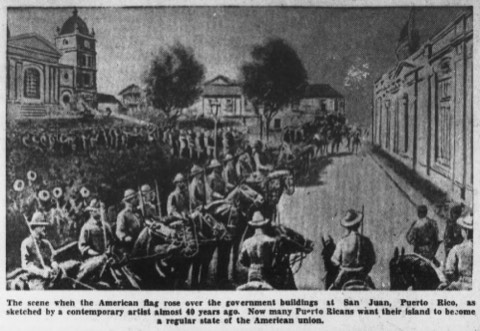 The scene when the American flag rose over the government buildings at San Juan, Puerto Rico, as
sketched by a contemporary artist almost 40 years ago. Now many Puerto Ricans want their island to become
a regular state of the American union.